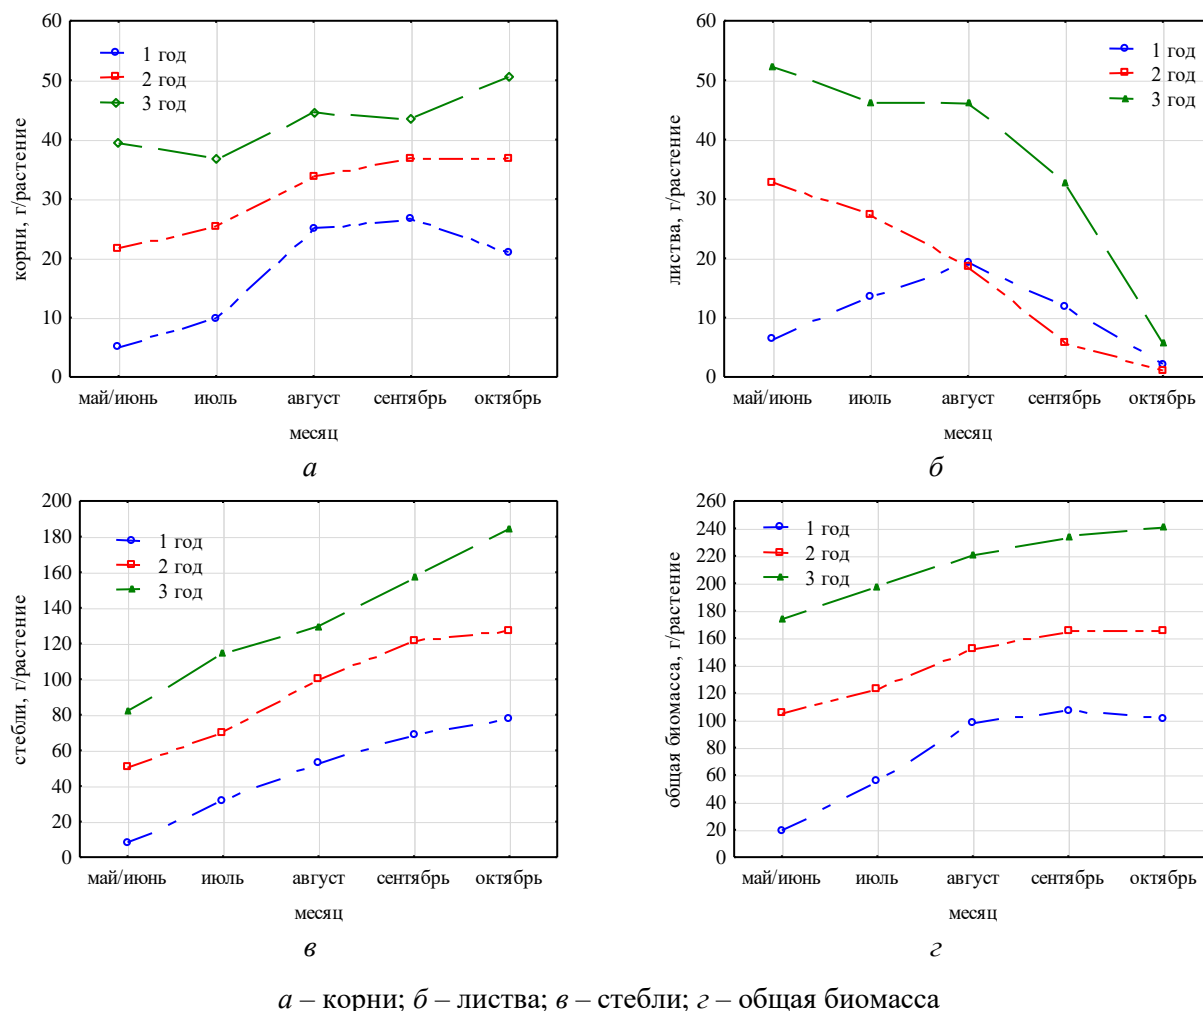 60
50
40
30
20
10
0
корни, г/растение
1 год
2 год
3 год
май/июнь июль август сентябрь октябрь
месяц
а
60
50
40
30
20
10
0
листва, г/растение
1 год
2 год
3 год
май/июнь июль август сентябрь октябрь
месяц
б
200
180
160
140
120
100
80
60
40
20
0
стебли, г/растение
1 год
2 год
3 год
май/июнь июль август сентябрь октябрь
месяц
в
260
240
220
200
180
160
140
120
100
80
60
40
20
0
общая биомасса, г/растение
1 год
2 год
3 год
май/июнь июль август сентябрь октябрь
месяц
г
а – корни; б – листва; в – стебли; г – общая биомасса